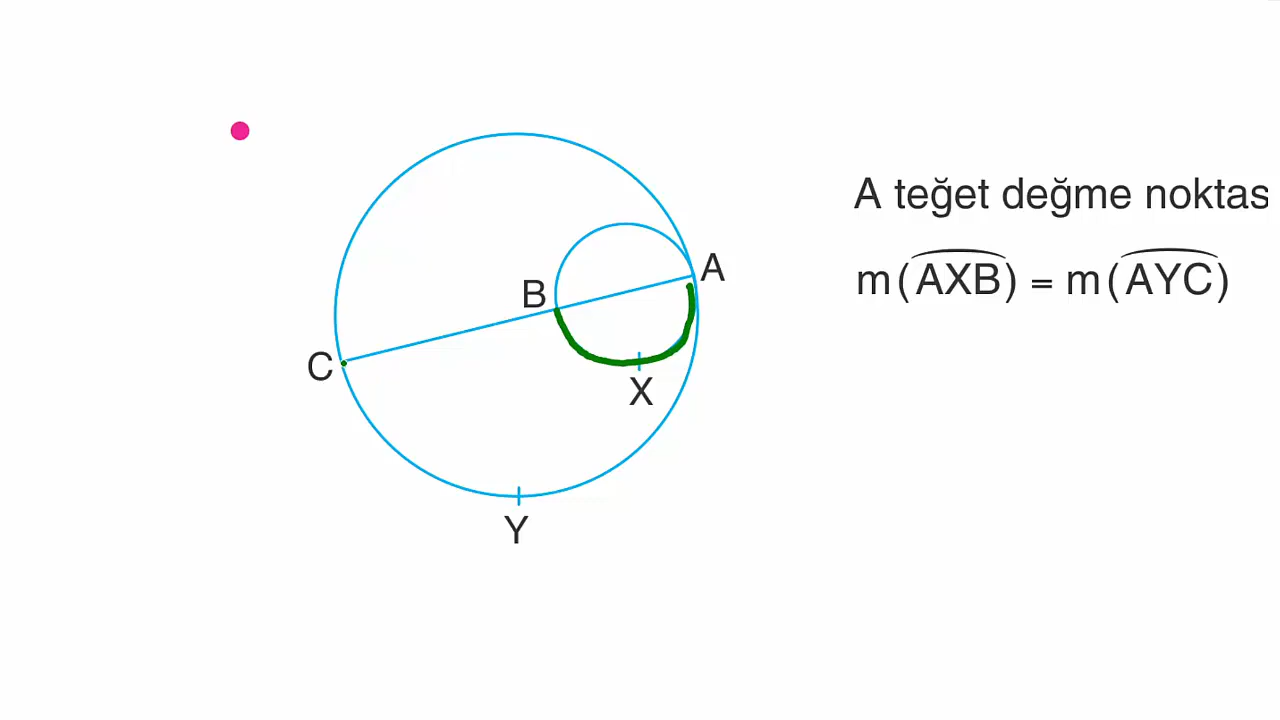 A teğet değme noktas
m(AXB) = m(AYC)
A
B
C
X
Y